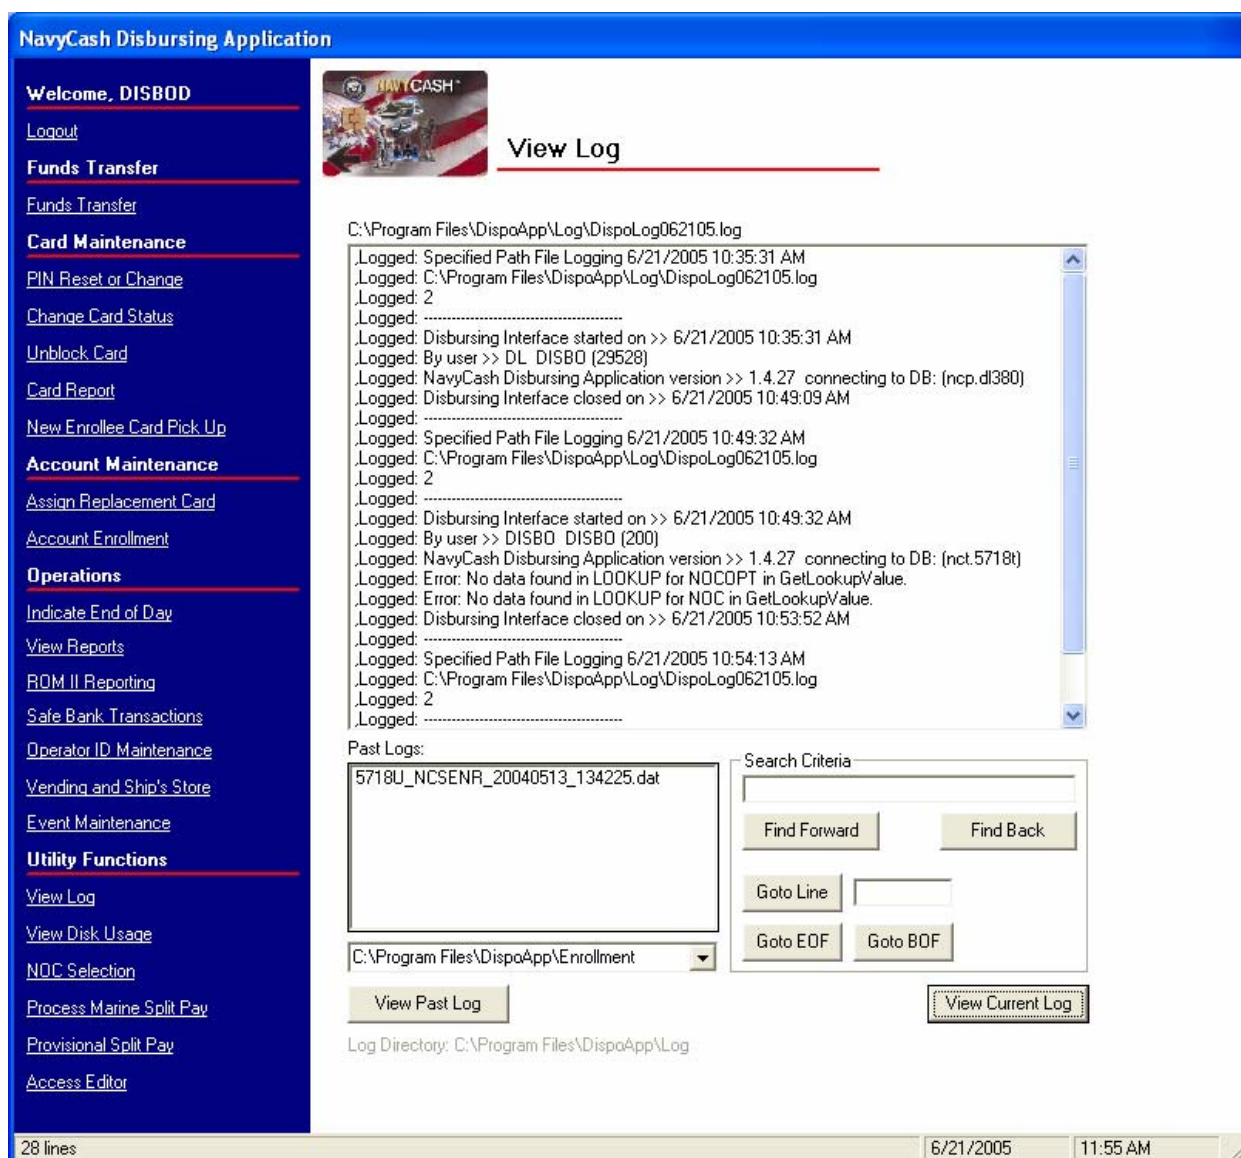 NavyCash Disbursing Application
Welcome, DISBOD
Logout
Funds Transfer
Funds Transfer
Card Maintenance
PIN Reset or Change
Change Card Status
Unblock Card
Card Report
New Enrollee Card Pick Up
Account Maintenance
Assign Replacement Card
Account Enrollment
Operations
Indicate End of Day
View Reports
ROM II Reporting
Safe Bank Transactions
Operator ID Maintenance
Vending and Ship's Store
Event Maintenance
Utility Functions
View Log
View Disk Usage
NOC Selection
Process Marine Split Pay
Provisional Split Pay
Access Editor
NAVYCASH™
View Log
C:\Program Files\DispoApp\Log\DispoLog062105.log
,Logged: Specified Path File Logging 6/21/2005 10:35:31 AM
,Logged: C:\Program Files\DispoApp\Log\DispoLog062105.log
,Logged: 2
,Logged: ------------------------------------------
,Logged: Disbursing Interface started on >> 6/21/2005 10:35:31 AM
,Logged: By user >> DL  DISBO (29528)
,Logged: NavyCash Disbursing Application version >> 1.4.27  connecting to DB: (ncp.dl380)
,Logged: Disbursing Interface closed on >> 6/21/2005 10:49:09 AM
,Logged: ------------------------------------------
,Logged: Specified Path File Logging 6/21/2005 10:49:32 AM
,Logged: C:\Program Files\DispoApp\Log\DispoLog062105.log
,Logged: 2
,Logged: ------------------------------------------
,Logged: Disbursing Interface started on >> 6/21/2005 10:49:32 AM
,Logged: By user >> DISBO  DISBO (200)
,Logged: NavyCash Disbursing Application version >> 1.4.27  connecting to DB: (nct.5718t)
,Logged: Error: No data found in LOOKUP for NOCOPT in GetLookupValue.
,Logged: Error: No data found in LOOKUP for NOC in GetLookupValue.
,Logged: Disbursing Interface closed on >> 6/21/2005 10:53:52 AM
,Logged: ------------------------------------------
,Logged: Specified Path File Logging 6/21/2005 10:54:13 AM
,Logged: C:\Program Files\DispoApp\Log\DispoLog062105.log
,Logged: 2
,Logged: ------------------------------------------
Past Logs:
5718U_NCSENR_20040513_134225.dat
C:\Program Files\DispoApp\Enrollment
View Past Log
Log Directory: C:\Program Files\DispoApp\Log
Search Criteria
Find Forward Find Back
Goto Line
Goto EOF Goto BOF
View Current Log
28 lines 6/21/2005 11:55 AM